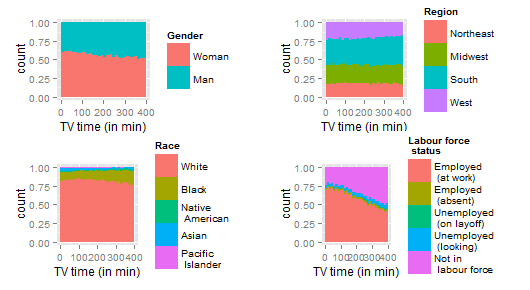 1.00
0.75
0.50
0.25
0.00
count
0 100 200 300 400
TV time (in min)
Gender
Woman
Man
1.00
0.75
0.50
0.25
0.00
count
0 100 200 300 400
TV time (in min)
Region
Northeast
Midwest
South
West
1.00
0.75
0.50
0.25
0.00
count
0 100200300400
TV time (in min)
Race
White
Black
Native
American
Asian
Pacific
Islander
1.00
0.75
0.50
0.25
0.00
count
0 100200300400
TV time (in min)
Labour force
status
Employed
(at work)
Employed
(absent)
Unemployed
(on layoff)
Unemployed
(looking)
Not in
labour force